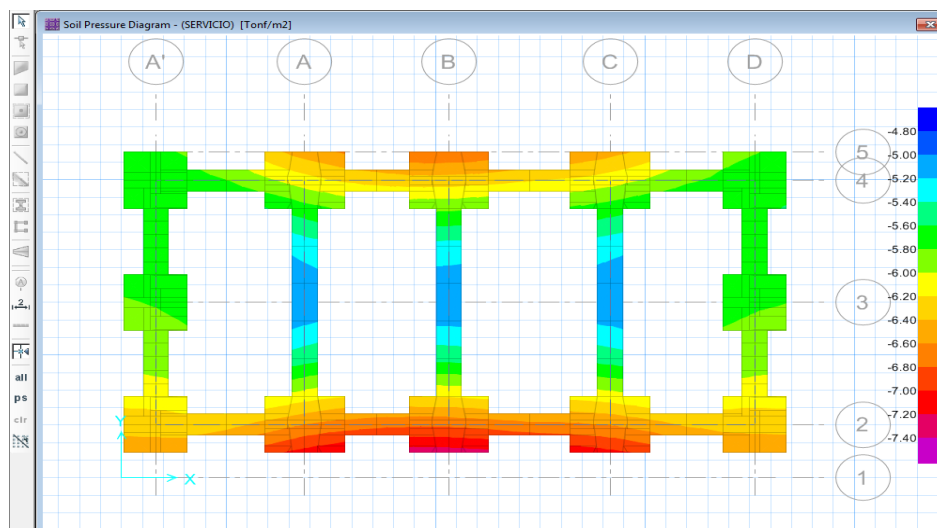 Soil Pressure Diagram - (SERVICIO) [Tonf/m2]
A' A B C D
-4.80
-5.00
-5.20
-5.40
-5.60
-5.80
-6.00
-6.20
-6.40
-6.60
-6.80
-7.00
-7.20
-7.40
5
4
3
2
1
2
all
ps
clr
Y
X